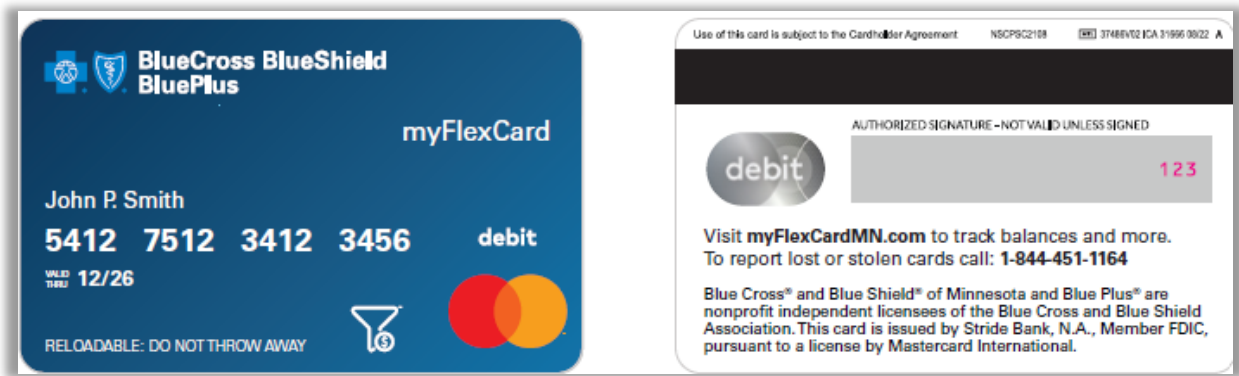 BlueCross BlueShield
BluePlus
myFlexCard
John P. Smith
5412 7512 3412 3456
debit
VALID
THRU 12/26
RELOADABLE: DO NOT THROW AWAY
Use of this card is subject to the Cardholder Agreement NSCPSC2108 37486V02 ICA 31666 08/22 A
AUTHORIZED SIGNATURE – NOT VALID UNLESS SIGNED
debit
123
Visit myFlexCardMN.com to track balances and more.
To report lost or stolen cards call: 1-844-451-1164
Blue Cross® and Blue Shield® of Minnesota and Blue Plus® are
nonprofit independent licensees of the Blue Cross and Blue Shield
Association. This card is issued by Stride Bank, N.A., Member FDIC,
pursuant to a license by Mastercard International.